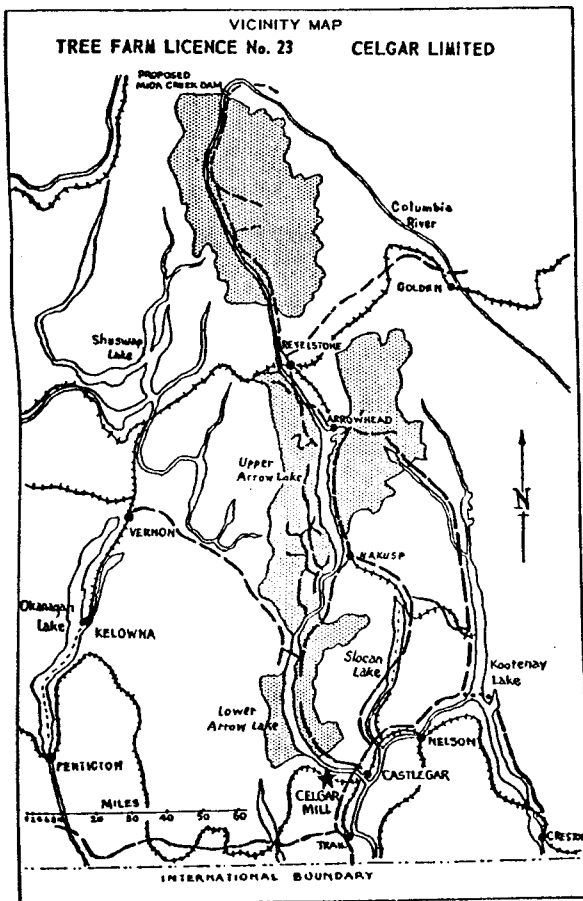 VICINITY MAP
TREE FARM LICENCE No. 23 CELGAR LIMITED
PROPOSED
MICA CREEK DAM
Columbia
River
GOLDEN
Shuswap
Lake
REVELSTOKE
ARROWHEAD
Upper
Arrow Lake
N
VERNON
NAKUSP
Okanagan
Lake
KELOWNA
Slocan
Lake
Kootenay
Lake
Lower
Arrow Lake
NELSON
PENTICTON
CASTLEGAR
MILES
20 30 40 50 60
CELGAR
MILL
TRAIL
CRESTON
INTERNATIONAL BOUNDARY